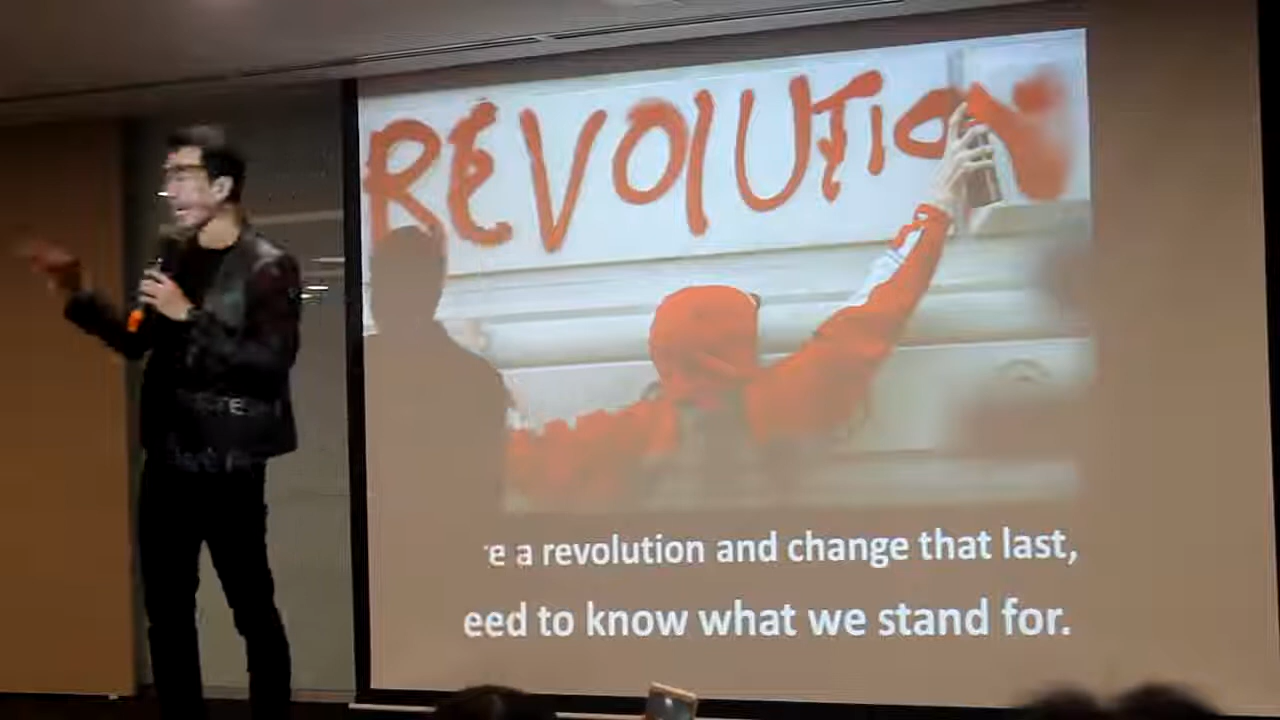 REVOLUTION
e a revolution and change that last,
eed to know what we stand for.